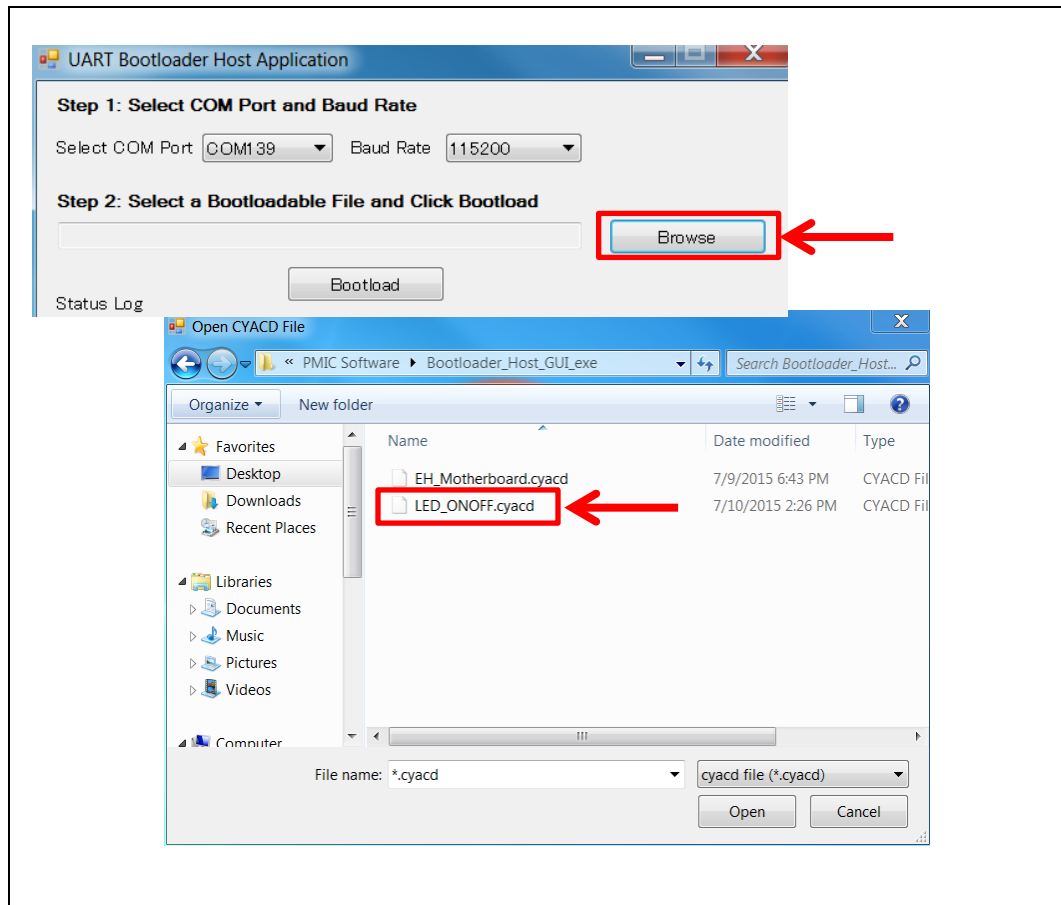 UART Bootloader Host Application
Step 1: Select COM Port and Baud Rate
Select COM Port COM139 Baud Rate 115200
Step 2: Select a Bootloadable File and Click Bootload
Browse
Bootload
Status Log
Open CYACD File
« PMIC Software Bootloader_Host_GUI_exe Search Bootloader_Host...
Organize New folder
Name Date modified Type
Favorites
Desktop
Downloads
Recent Places
Libraries
Documents
Music
Pictures
Videos
Computer
EH_Motherboard.cyacd 7/9/2015 6:43 PM CYACD Fil
LED_ONOFF.cyacd 7/10/2015 2:26 PM CYACD Fil
File name: *.cyacd cyacd file (*.cyacd)
Open Cancel